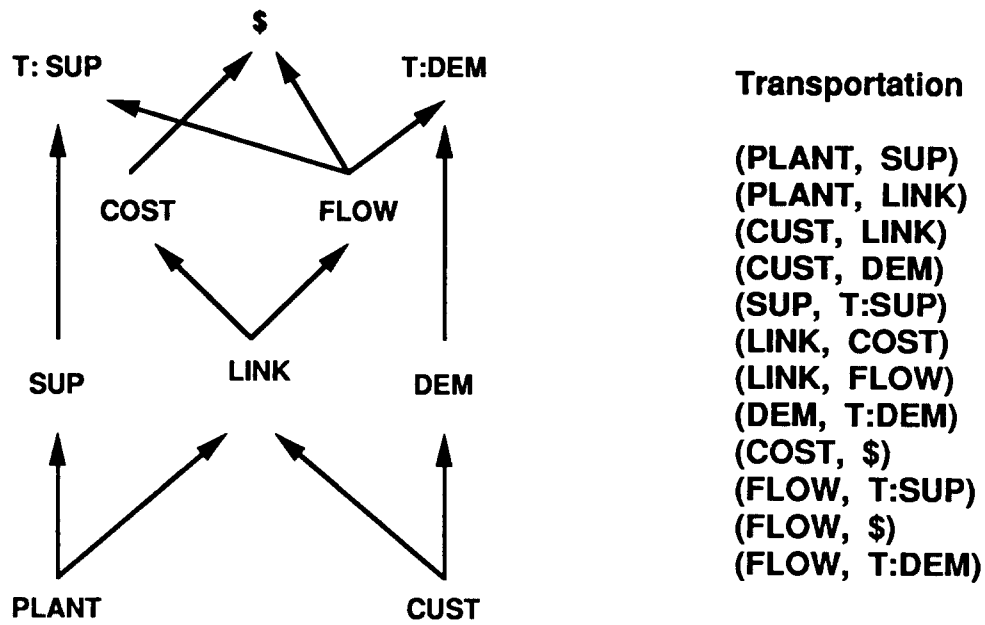 $
T: SUP
T:DEM
COST
FLOW
SUP
LINK
DEM
PLANT
CUST
Transportation
(PLANT, SUP)
(PLANT, LINK)
(CUST, LINK)
(CUST, DEM)
(SUP, T:SUP)
(LINK, COST)
(LINK, FLOW)
(DEM, T:DEM)
(COST, $)
(FLOW, T:SUP)
(FLOW, $)
(FLOW, T:DEM)